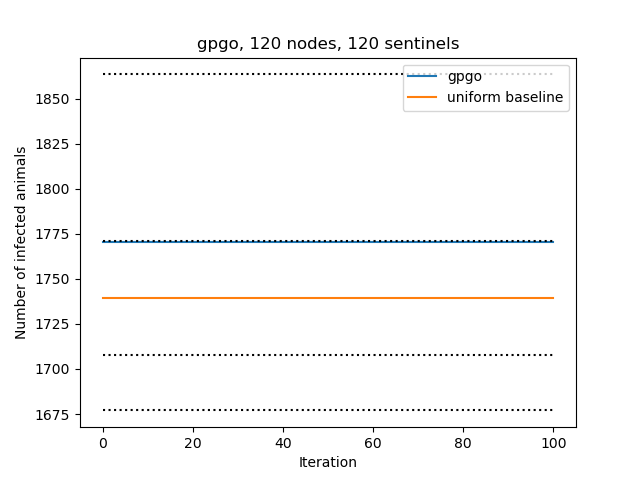 gpgo, 120 nodes, 120 sentinels
gpgo
uniform baseline
1850
1825
1800
1775
1750
1725
1700
1675
Number of infected animals
0 20 40 60 80 100
Iteration